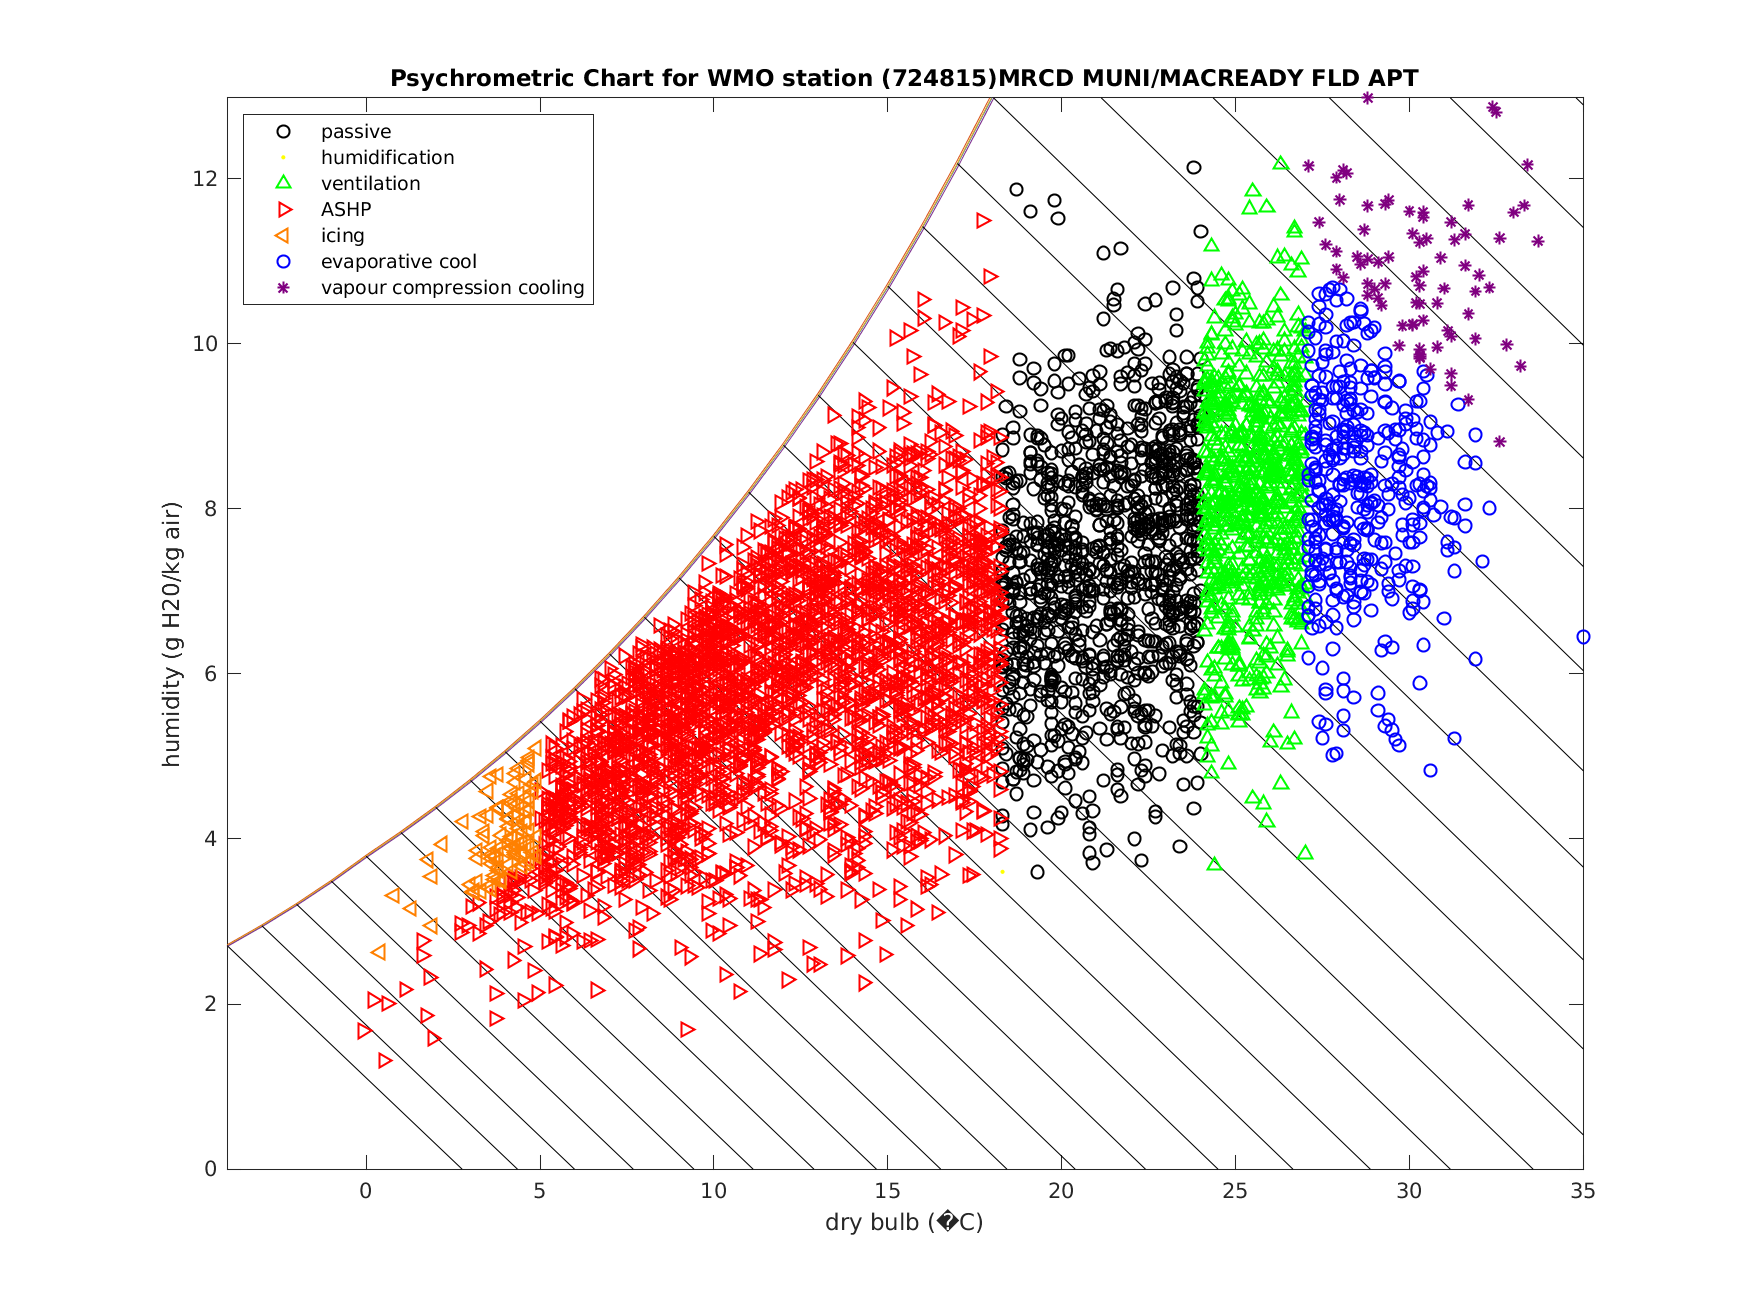 Psychrometric Chart for WMO station (724815)MRCD MUNI/MACREADY FLD APT
passive
humidification
ventilation
ASHP
icing
evaporative cool
vapour compression cooling
humidity (g H20/kg air)
12
10
8
6
4
2
0
0 5 10 15 20 25 30 35
dry bulb (�C)